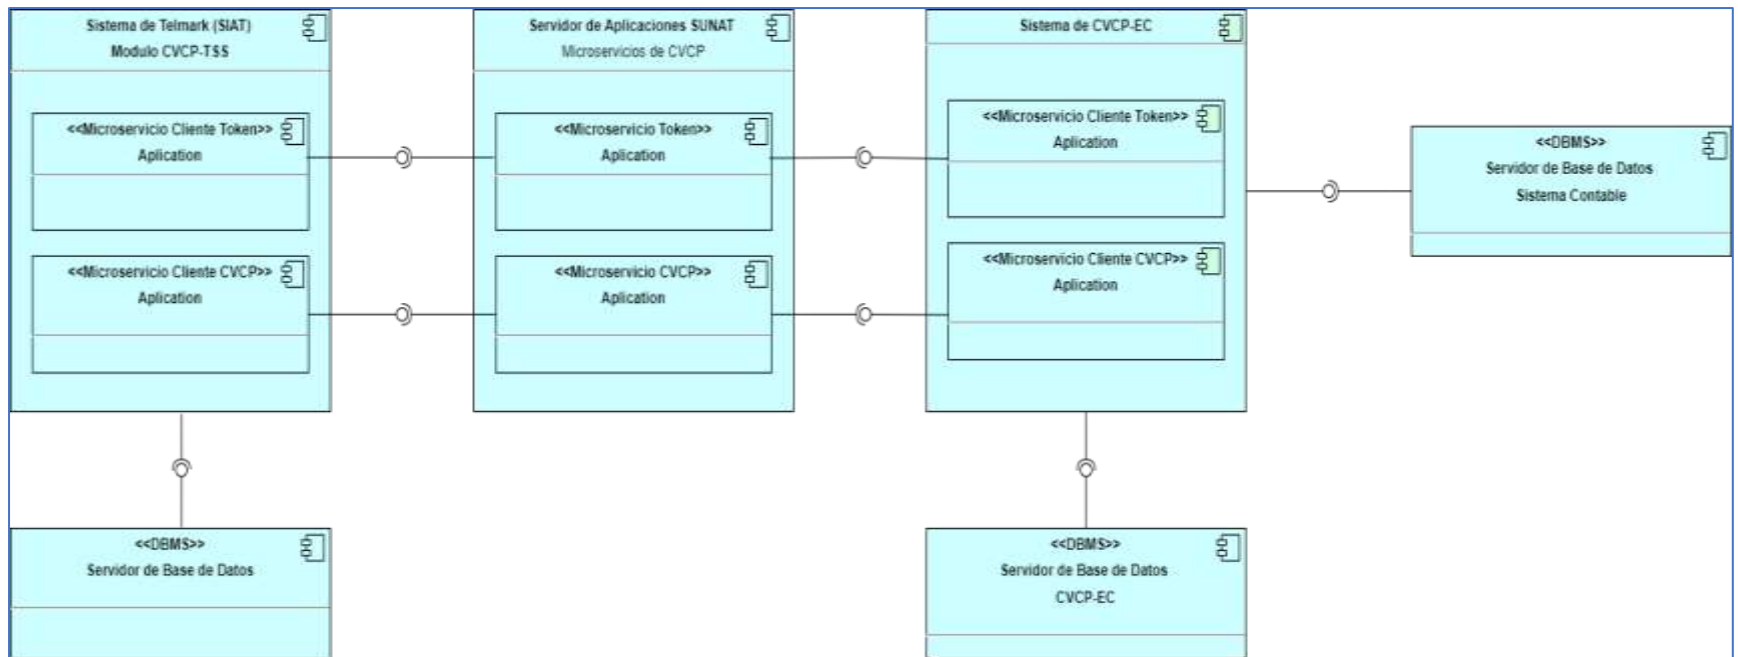 Sistema de Telmark (SIAT)
Modulo CVCP-TSS
<<Microservicio Cliente Token>>
Aplication
<<Microservicio Cliente CVCP>>
Aplication
Servidor de Aplicaciones SUNAT
Microservicios de CVCP
<<Microservicio Token>>
Aplication
<<Microservicio CVCP>>
Aplication
Sistema de CVCP-EC
<<Microservicio Cliente Token>>
Aplication
<<Microservicio Cliente CVCP>>
Aplication
<<DBMS>>
Servidor de Base de Datos
Sistema Contable
<<DBMS>>
Servidor de Base de Datos
<<DBMS>>
Servidor de Base de Datos
CVCP-EC